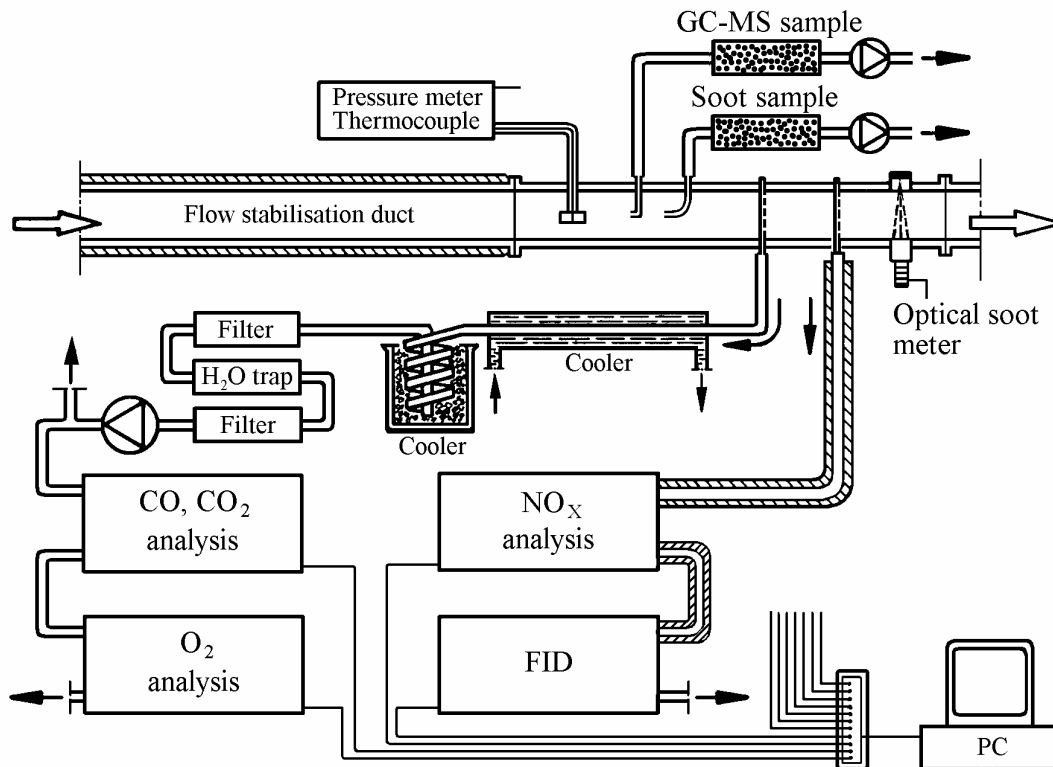 GC-MS sample
Pressure meter
Thermocouple
Soot sample
Flow stabilisation duct
Optical soot
meter
Filter
Cooler
H₂O trap
Filter
Cooler
CO, CO₂
analysis
NOₓ
analysis
O₂
analysis
FID
PC